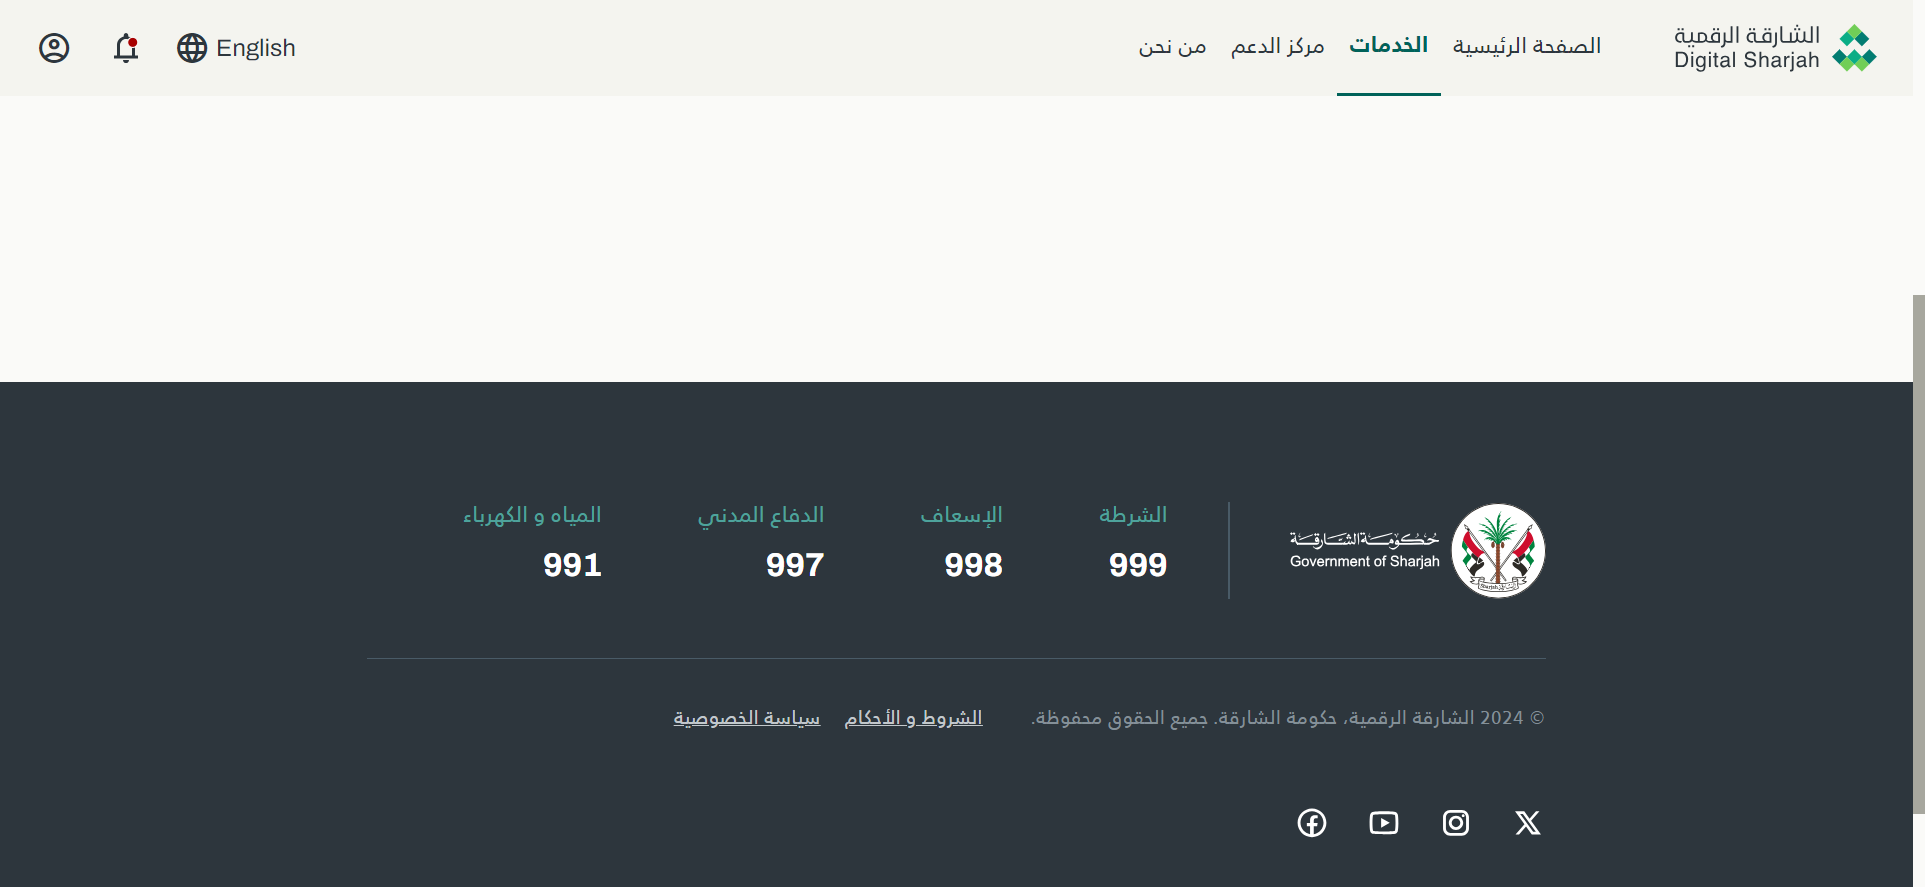 الشارقة الرقمية
Digital Sharjah
الصفحة الرئيسية
الخدمات
مركز الدعم
من نحن
English
حكومة الشارقة
Government of Sharjah
الشرطة
999
الإسعاف
998
الدفاع المدني
997
المياه و الكهرباء
991
© 2024 الشارقة الرقمية، حكومة الشارقة. جميع الحقوق محفوظة.
الشروط و الأحكام
سياسة الخصوصية